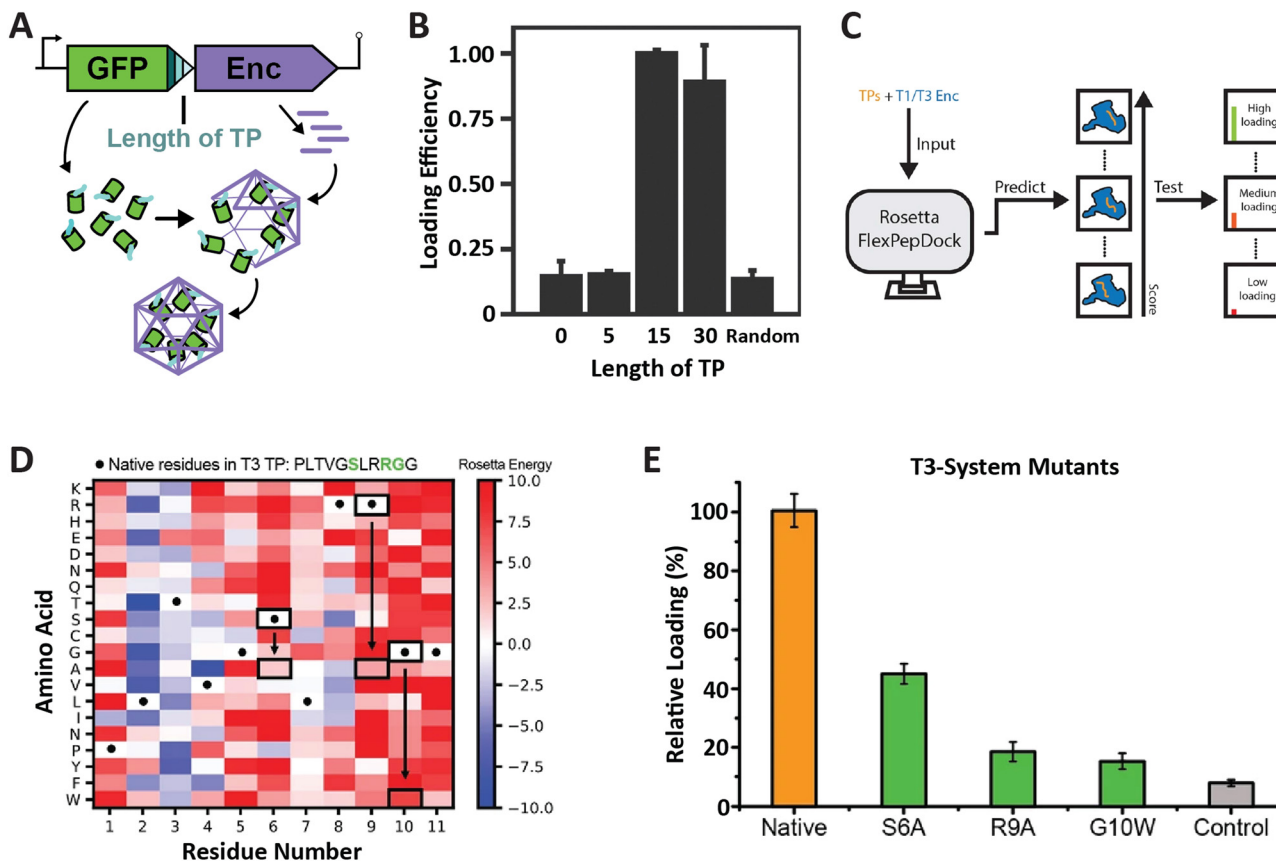 A
GFP
Enc
Length of TP
B
Loading Efficiency
1.00
0.75
0.50
0.25
0
0
5
15
30
Random
Length of TP
C
TPs + T1/T3 Enc
Input
Rosetta
FlexPepDock
Predict
Score
Test
High
loading
Medium
loading
Low
loading
D
Native residues in T3 TP: PLTVGSLRRGG
Rosetta Energy
Amino Acid
K
R
H
E
D
N
Q
T
S
C
G
A
V
L
I
N
P
Y
F
W
1
2
3
4
5
6
7
8
9
10
11
Residue Number
10.0
7.5
5.0
2.5
0.0
−2.5
−5.0
−7.5
−10.0
E
T3-System Mutants
Relative Loading (%)
100
80
60
40
20
0
Native
S6A
R9A
G10W
Control